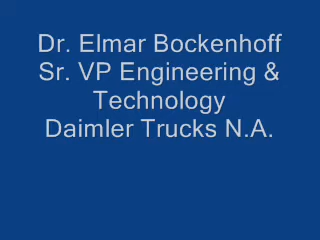 Dr. Elmar Bockenhoff
Sr. VP Engineering &
Technology
Daimler Trucks N.A.